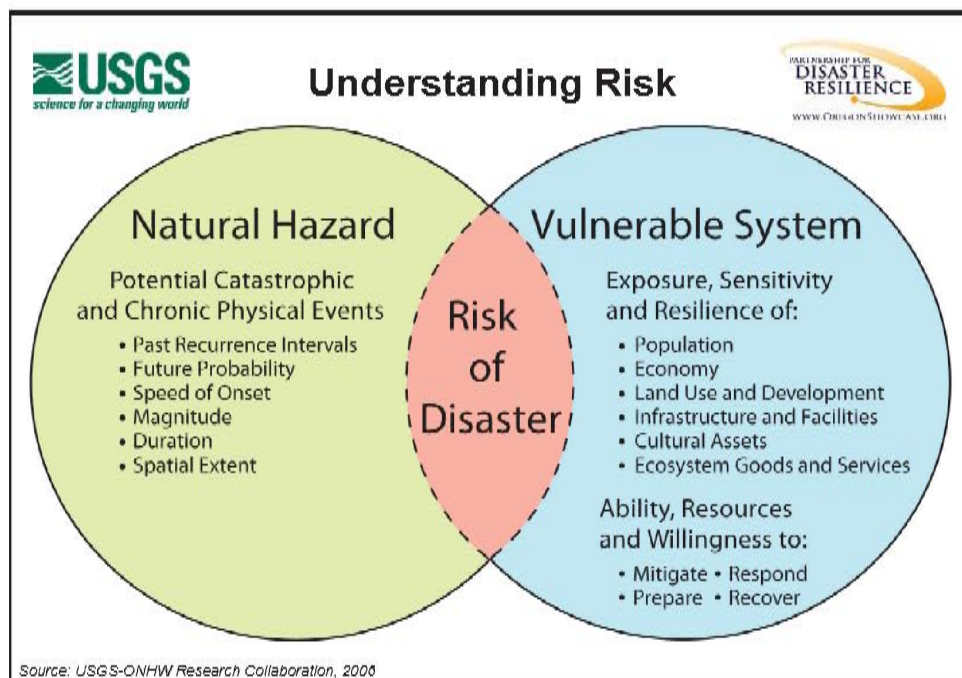 USGS
science for a changing world
Understanding Risk
PARTNERSHIP FOR
DISASTER
RESILIENCE
WWW.OREGONSHOWCASE.ORG
Natural Hazard
Potential Catastrophic
and Chronic Physical Events
• Past Recurrence Intervals
• Future Probability
• Speed of Onset
• Magnitude
• Duration
• Spatial Extent
Risk
of
Disaster
Vulnerable System
Exposure, Sensitivity
and Resilience of:
• Population
• Economy
• Land Use and Development
• Infrastructure and Facilities
• Cultural Assets
• Ecosystem Goods and Services
Ability, Resources
and Willingness to:
• Mitigate • Respond
• Prepare • Recover
Source: USGS-ONHW Research Collaboration, 2006